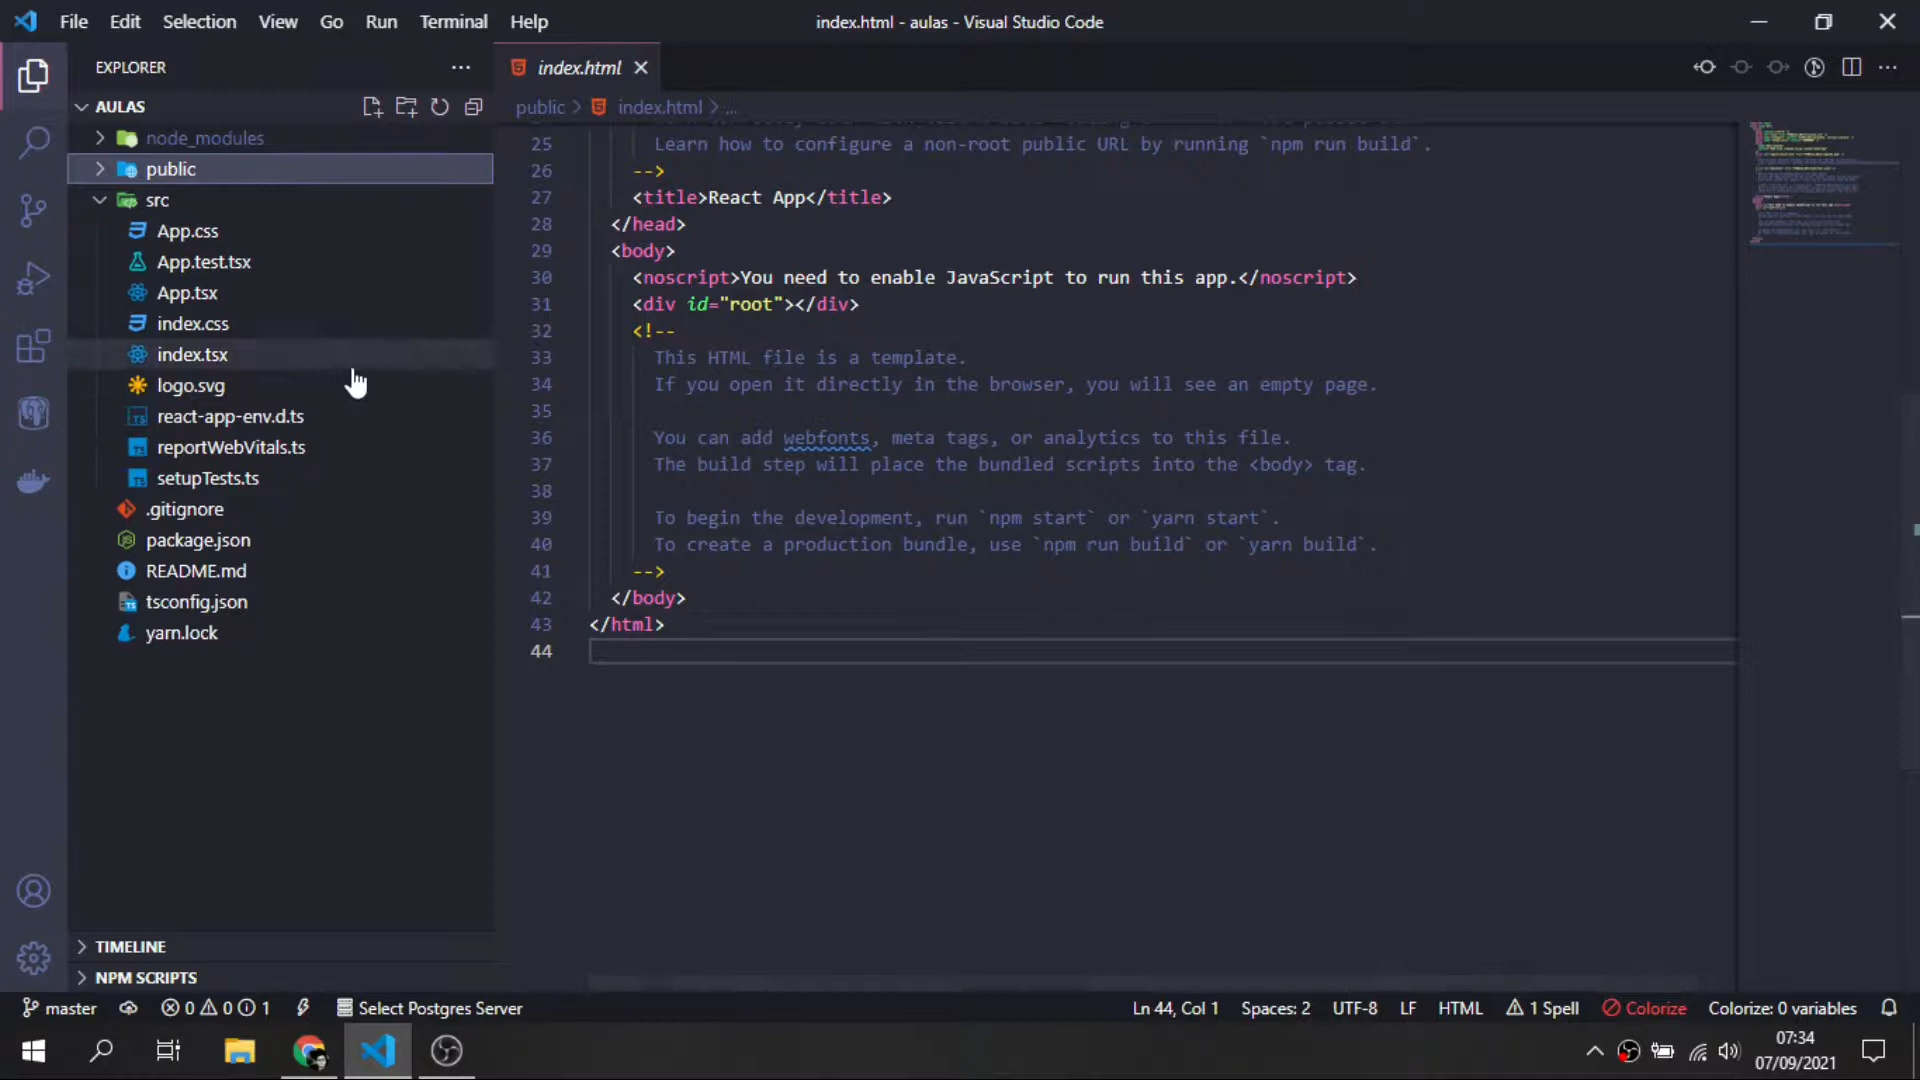 File Edit Selection View Go Run Terminal Help
index.html - aulas - Visual Studio Code
EXPLORER
AULAS
node_modules
public
src
App.css
App.test.tsx
App.tsx
index.css
index.tsx
logo.svg
react-app-env.d.ts
reportWebVitals.ts
setupTests.ts
.gitignore
package.json
README.md
tsconfig.json
yarn.lock
TIMELINE
NPM SCRIPTS
index.html
public > index.html > ...
25 Learn how to configure a non-root public URL by running `npm run build`.
26 -->
27 <title>React App</title>
28 </head>
29 <body>
30 <noscript>You need to enable JavaScript to run this app.</noscript>
31 <div id="root"></div>
32 <!--
33 This HTML file is a template.
34 If you open it directly in the browser, you will see an empty page.
35
36 You can add webfonts, meta tags, or analytics to this file.
37 The build step will place the bundled scripts into the <body> tag.
38
39 To begin the development, run `npm start` or `yarn start`.
40 To create a production bundle, use `npm run build` or `yarn build`.
41 -->
42 </body>
43 </html>
44
master 0 0 1 Select Postgres Server Ln 44, Col 1 Spaces: 2 UTF-8 LF HTML 1 Spell Colorize Colorize: 0 variables
07:34
07/09/2021